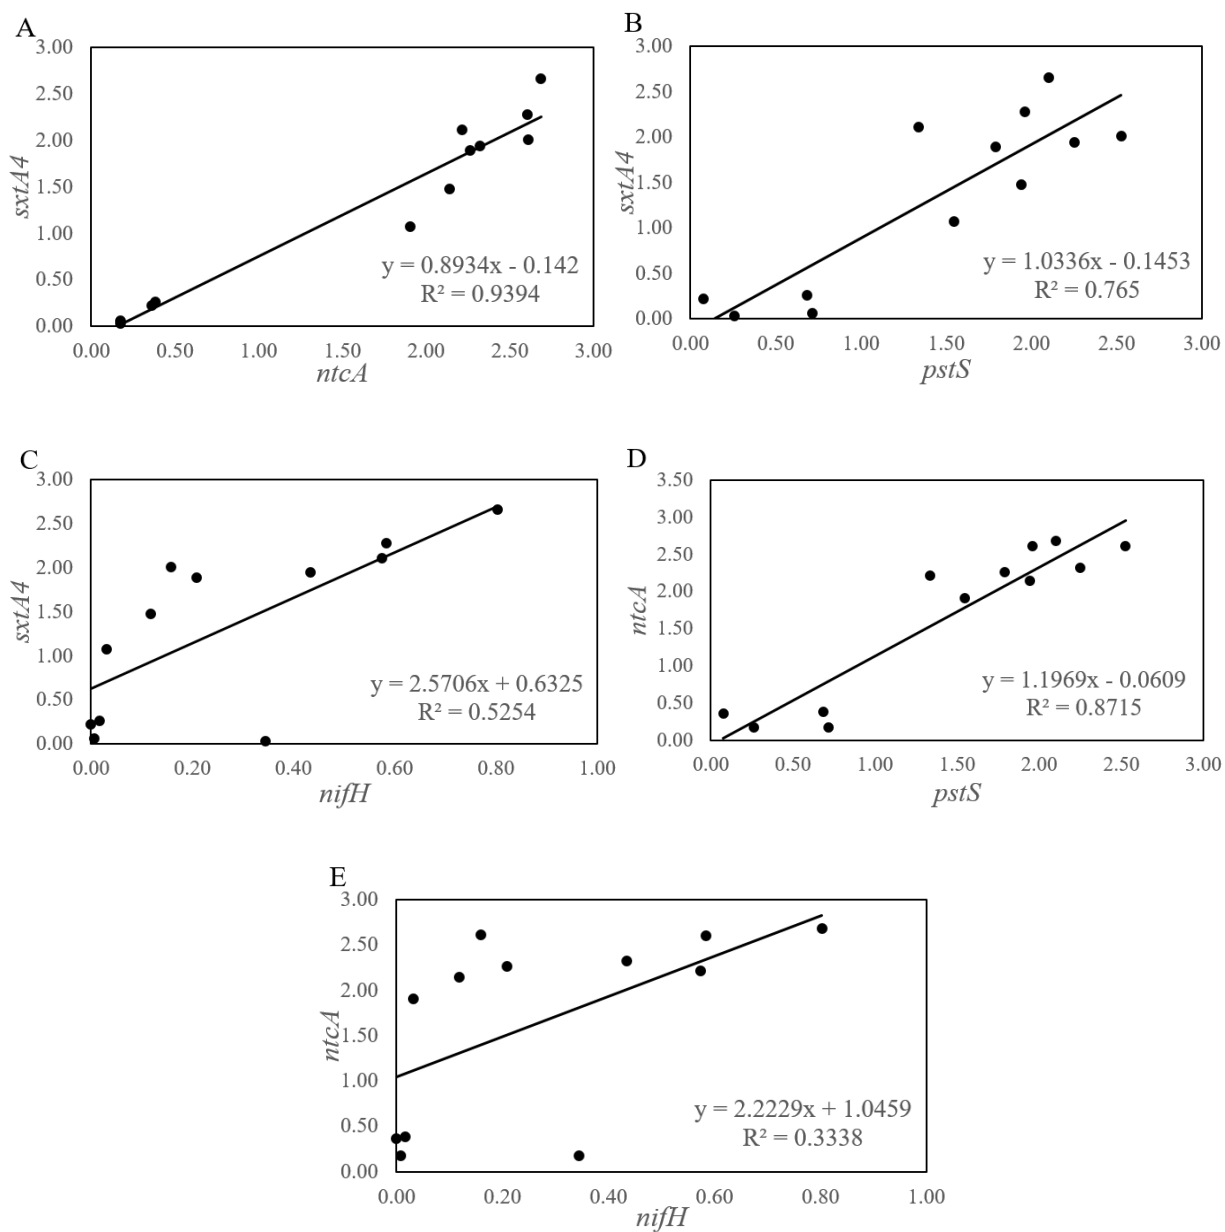 A
3.00
2.50
2.00
1.50
1.00
0.50
0.00
sxtA4
y = 0.8934x - 0.142
R² = 0.9394
0.00 0.50 1.00 1.50 2.00 2.50 3.00
ntcA
B
3.00
2.50
2.00
1.50
1.00
0.50
0.00
sxtA4
y = 1.0336x - 0.1453
R² = 0.765
0.00 0.50 1.00 1.50 2.00 2.50 3.00
pstS
C
3.00
2.50
2.00
1.50
1.00
0.50
0.00
sxtA4
y = 2.5706x + 0.6325
R² = 0.5254
0.00 0.20 0.40 0.60 0.80 1.00
nifH
D
3.50
3.00
2.50
2.00
1.50
1.00
0.50
0.00
ntcA
y = 1.1969x - 0.0609
R² = 0.8715
0.00 0.50 1.00 1.50 2.00 2.50 3.00
pstS
E
3.00
2.50
2.00
1.50
1.00
0.50
0.00
ntcA
y = 2.2229x + 1.0459
R² = 0.3338
0.00 0.20 0.40 0.60 0.80 1.00
nifH